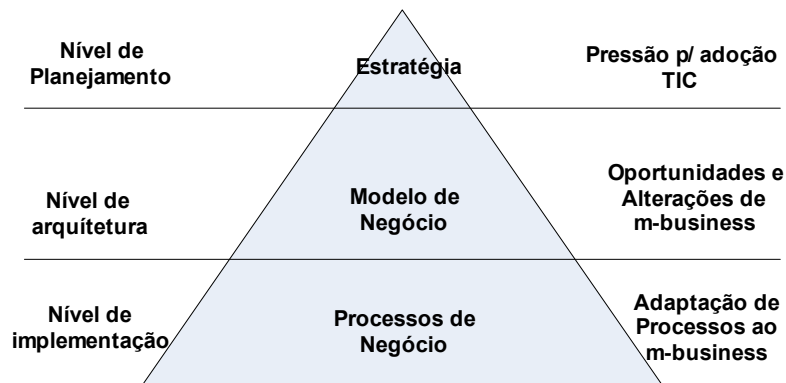 Nível de
Planejamento
Estratégia
Pressão p/ adoção
TIC
Nível de
arquítetura
Modelo de
Negócio
Oportunidades e
Alterações de
m-business
Nível de
implementação
Processos de
Negócio
Adaptação de
Processos ao
m-business